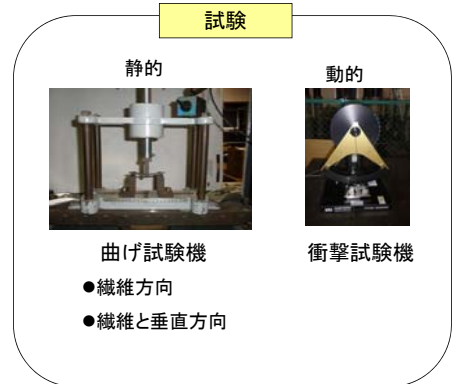 試験
静的
動的
曲げ試験機
衝撃試験機
●繊維方向
●繊維と垂直方向